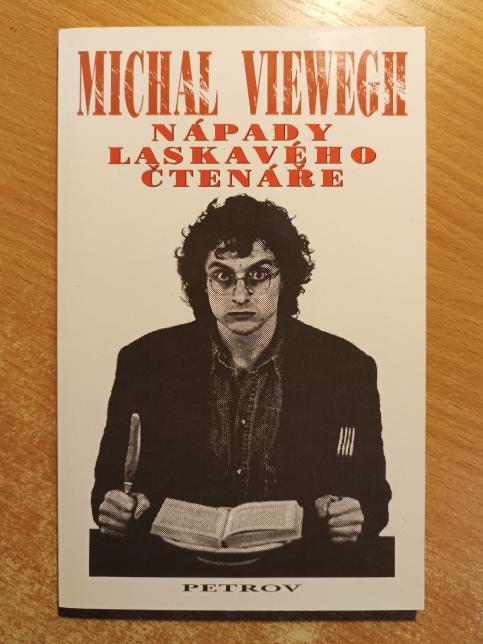 MICHAL VIEWEGH
NÁPADY
LASKAVÉHO
ČTENÁŘE
PETROV